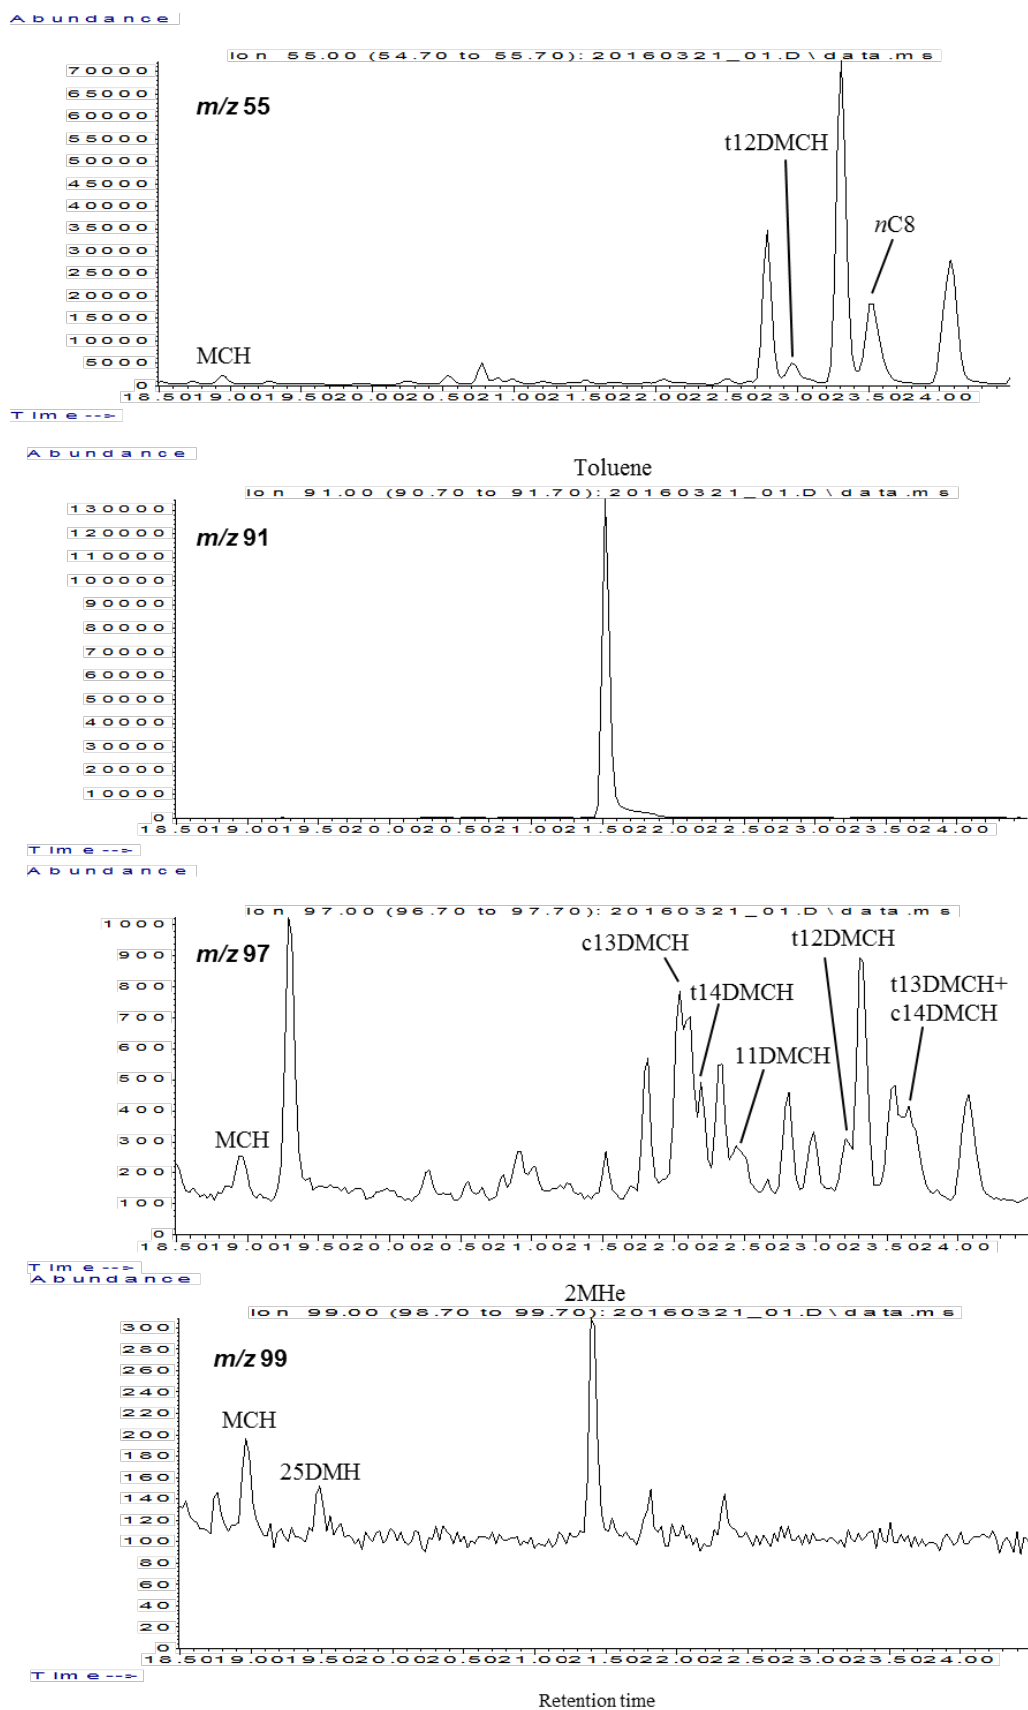 Abundance
Ion 55.00 (54.70 to 55.70): 20160321_01.D\data.ms
70000
65000
60000
55000
50000
45000
40000
35000
30000
25000
20000
15000
10000
5000
0
m/z 55
t12DMCH
nC8
MCH
18.50 19.00 19.50 20.00 20.50 21.00 21.50 22.00 22.50 23.00 23.50 24.00
Time-->
Abundance
Toluene
Ion 91.00 (90.70 to 91.70): 20160321_01.D\data.ms
130000
120000
110000
100000
90000
80000
70000
60000
50000
40000
30000
20000
10000
0
m/z 91
18.50 19.00 19.50 20.00 20.50 21.00 21.50 22.00 22.50 23.00 23.50 24.00
Time-->
Abundance
Ion 97.00 (96.70 to 97.70): 20160321_01.D\data.ms
1000
900
800
700
600
500
400
300
200
100
0
m/z 97
c13DMCH
t12DMCH
t14DMCH
t13DMCH+
c14DMCH
11DMCH
MCH
18.50 19.00 19.50 20.00 20.50 21.00 21.50 22.00 22.50 23.00 23.50 24.00
Time-->
Abundance
2MHe
Ion 99.00 (98.70 to 99.70): 20160321_01.D\data.ms
300
280
260
240
220
200
180
160
140
120
100
80
60
40
20
0
m/z 99
MCH
25DMH
18.50 19.00 19.50 20.00 20.50 21.00 21.50 22.00 22.50 23.00 23.50 24.00
Time-->
Retention time